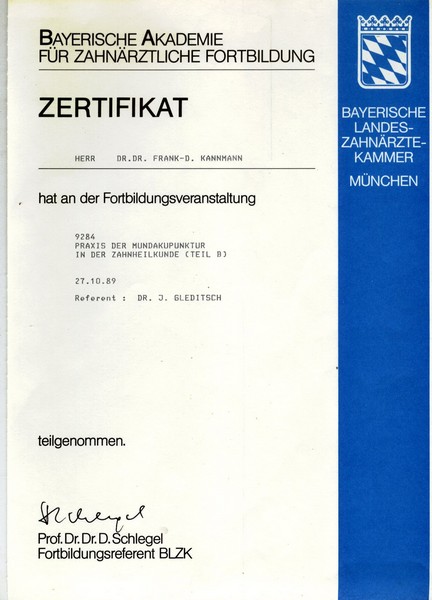 BAYERISCHE AKADEMIE
FÜR ZAHNÄRZTLICHE FORTBILDUNG
ZERTIFIKAT
HERR DR.DR. FRANK-D. KANNMANN
hat an der Fortbildungsveranstaltung
9284
PRAXIS DER MUNDAKUPUNKTUR
IN DER ZAHNHEILKUNDE (TEIL B)
27.10.89
Referent : DR. J. GLEDITSCH
teilgenommen.
Schlegel
Prof. Dr. Dr. D. Schlegel
Fortbildungsreferent BLZK
BAYERISCHE
LANDES-
ZAHNÄRZTE-
KAMMER
MÜNCHEN